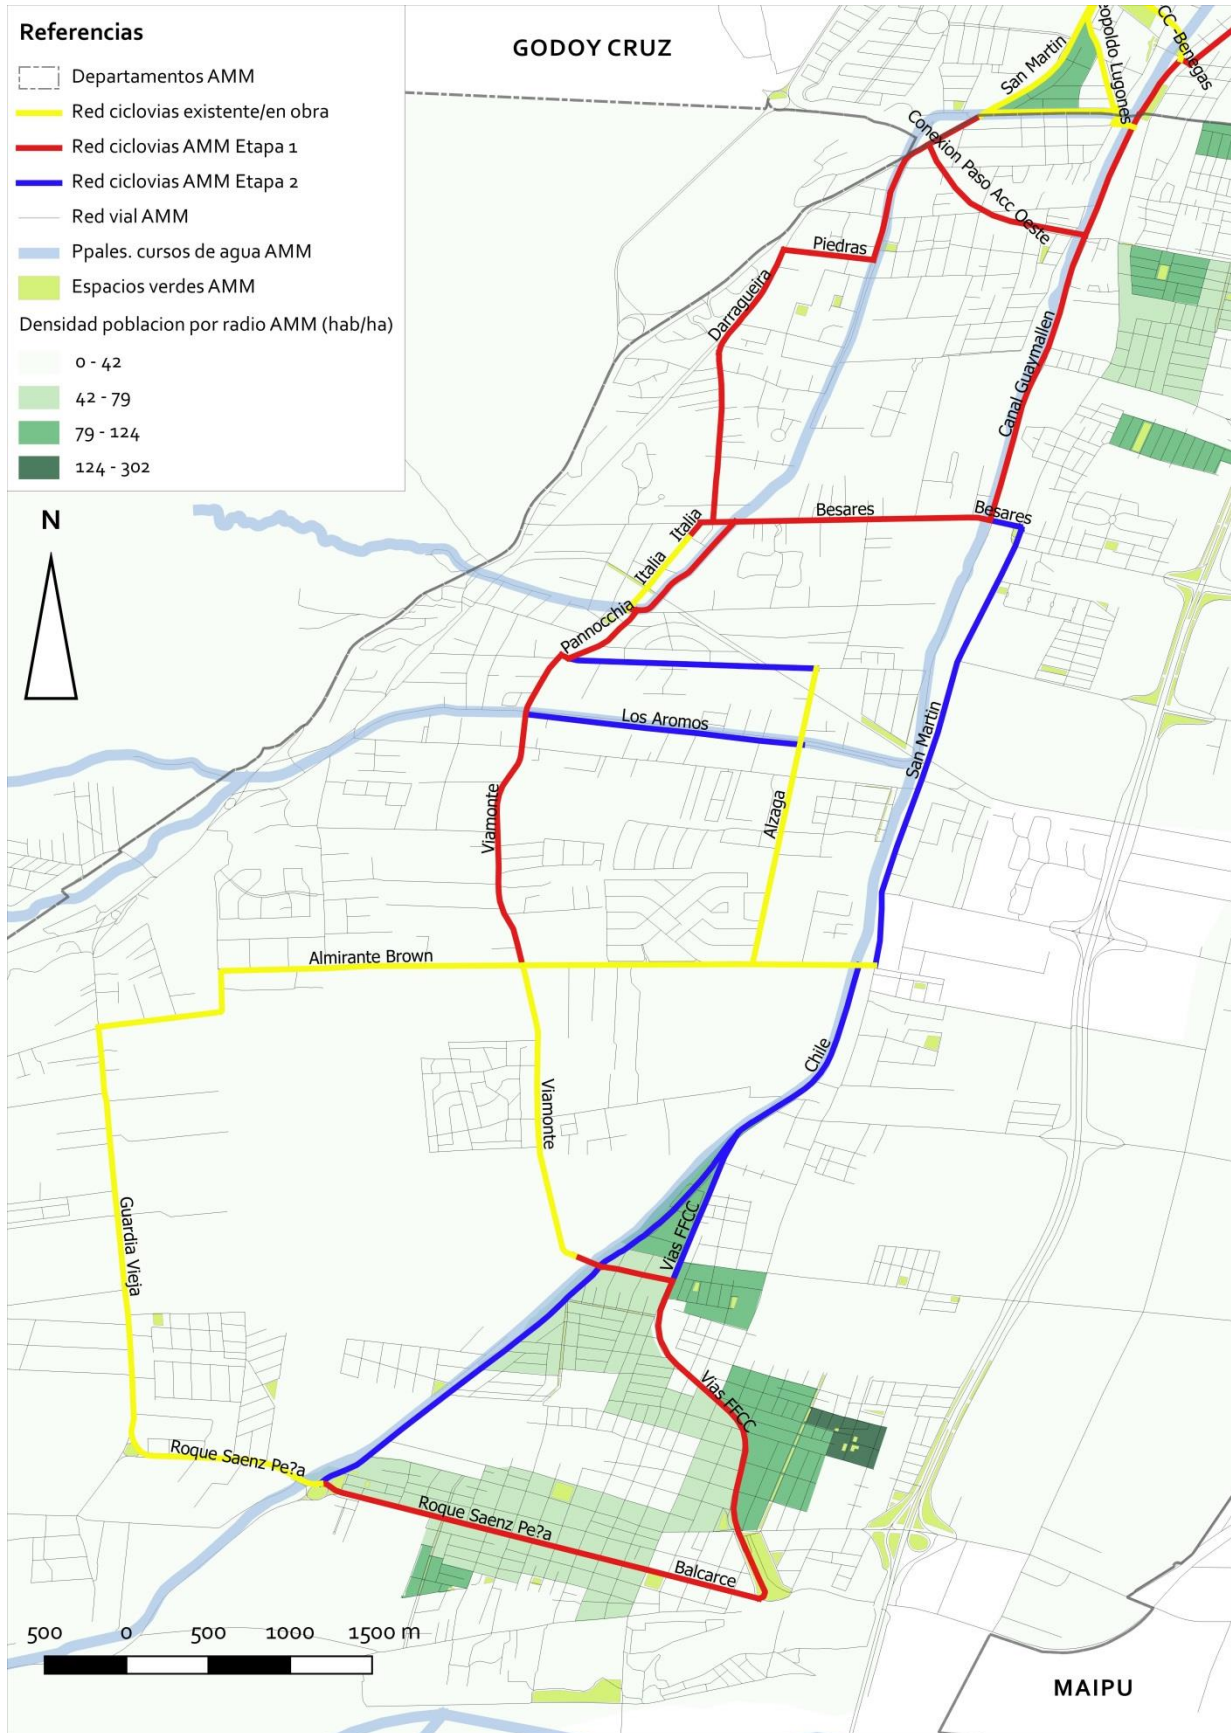 Referencias
Departamentos AMM
Red ciclovias existente/en obra
Red ciclovias AMM Etapa 1
Red ciclovias AMM Etapa 2
Red vial AMM
Ppales. cursos de agua AMM
Espacios verdes AMM
Densidad poblacion por radio AMM (hab/ha)
0 - 42
42 - 79
79 - 124
124 - 302
N
GODOY CRUZ
San Martin
eopoldo Lugones
CC-Benegas
Conexion Paso Acc Oeste
Piedras
Darragueira
Canal Guaymallen
Besares
Besares
Italia
Italia
Pannocchia
Los Aromos
San Martin
Viamonte
Alzaga
Almirante Brown
Chile
Viamonte
Guardia Vieja
Vias FFCC
Vias FFCC
Roque Saenz Pe?a
Roque Saenz Pe?a
Balcarce
500 0 500 1000 1500 m
MAIPU